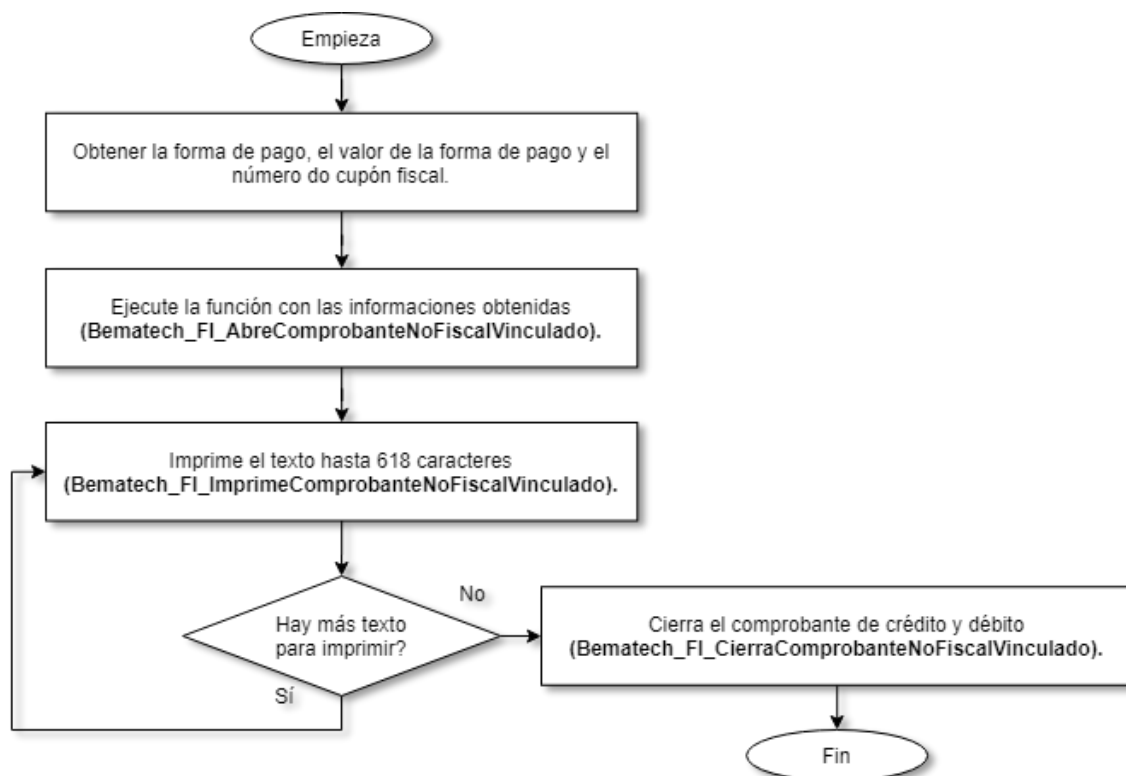 Empieza
Obtener la forma de pago, el valor de la forma de pago y el
número do cupón fiscal.
Ejecute la función con las informaciones obtenidas
(Bematech_FI_AbreComprobanteNoFiscalVinculado).
Imprime el texto hasta 618 caracteres
(Bematech_FI_ImprimeComprobanteNoFiscalVinculado).
Hay más texto
para imprimir?
No
Sí
Cierra el comprobante de crédito y débito
(Bematech_FI_CierraComprobanteNoFiscalVinculado).
Fin